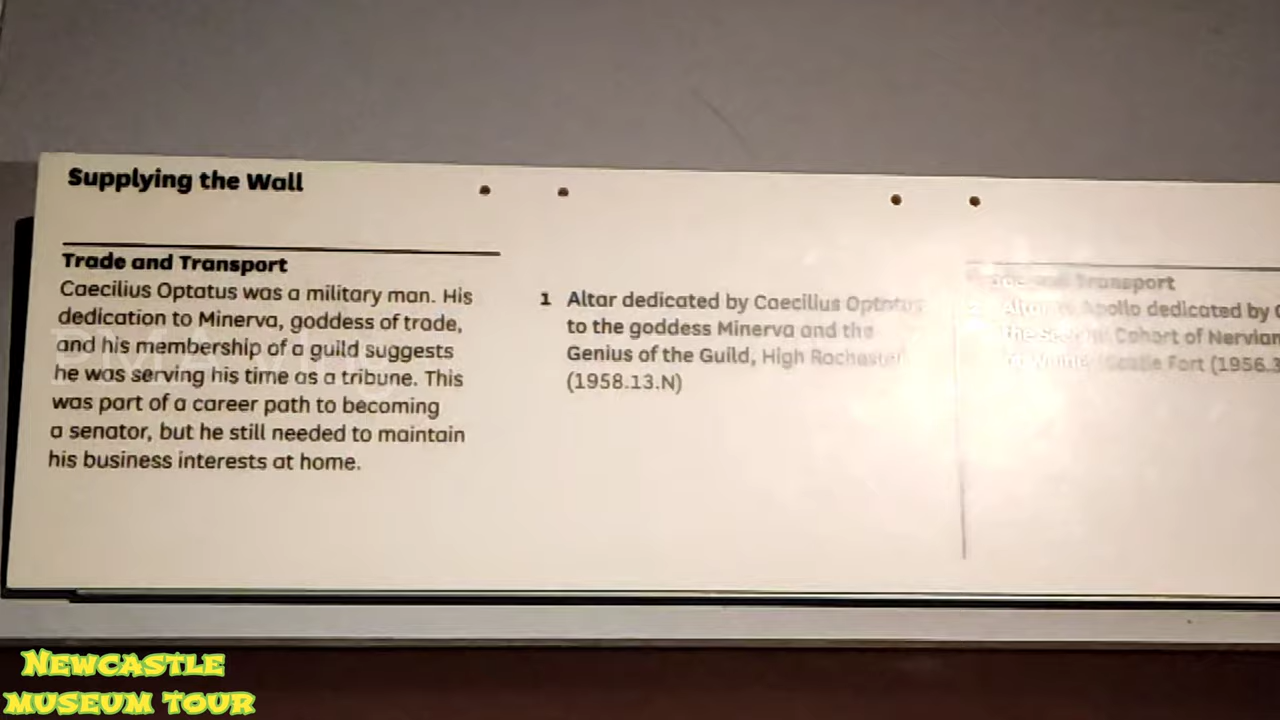 Supplying the Wall
Trade and Transport
Caecilius Optatus was a military man. His
dedication to Minerva, goddess of trade,
and his membership of a guild suggests
he was serving his time as a tribune. This
was part of a career path to becoming
a senator, but he still needed to maintain
his business interests at home.
1 Altar dedicated by Caecilius Optatus
to the goddess Minerva and the
Genius of the Guild, High Rochester
(1958.13.N)
and Transport
Apollo dedicated by
Cohort of Nervian
Fort (1956.3
NEWCASTLE
MUSEUM TOUR